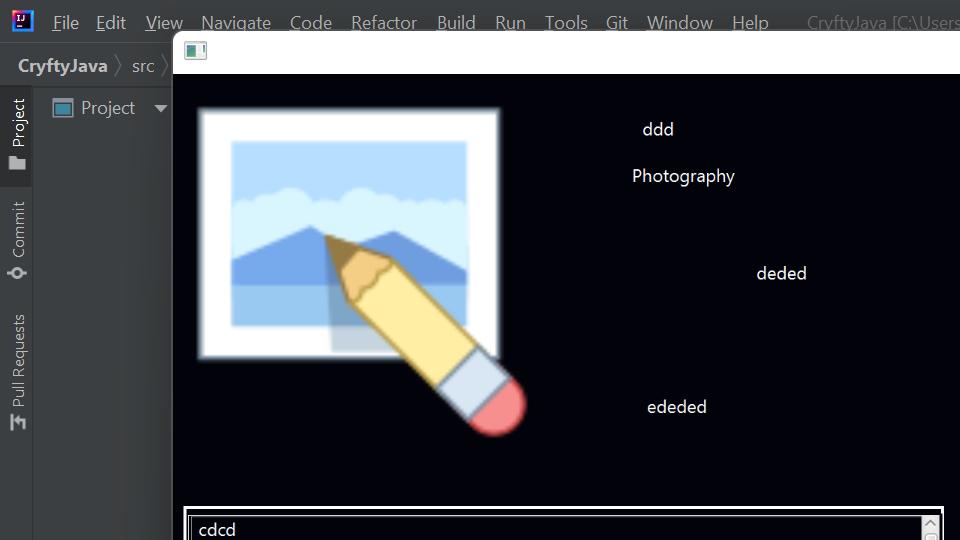 File Edit View Navigate Code Refactor Build Run Tools Git Window Help CryftyJava [C:\Users
CryftyJava src
Project
Project
Commit
Pull Requests
ddd
Photography
deded
ededed
cdcd